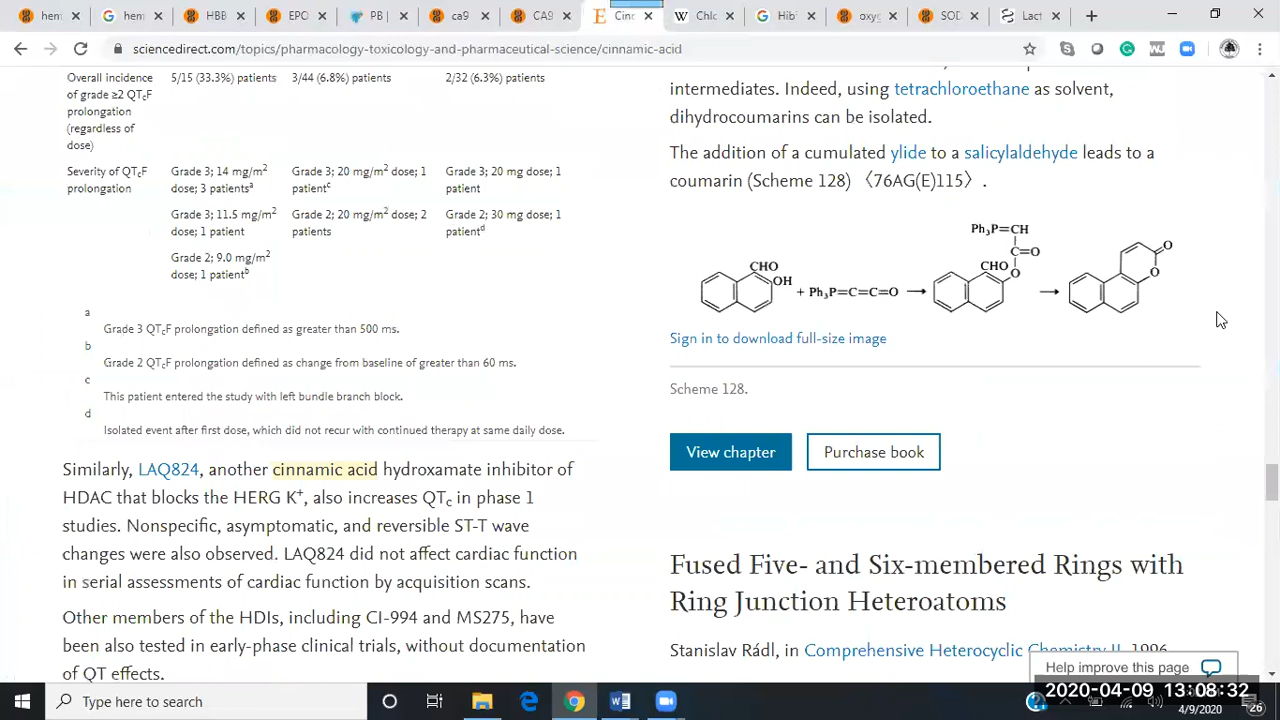 hem
hem
HBB
EPO
PB |
ca9
CA9
Cinn
Chlo
Hib
oxy
SOD
Lact
sciencedirect.com/topics/pharmacology-toxicology-and-pharmaceutical-science/cinnamic-acid
Overall incidence of grade ≥2 QTcF prolongation (regardless of dose)
5/15 (33.3%) patients
3/44 (6.8%) patients
2/32 (6.3%) patients
Severity of QTcF prolongation
Grade 3; 14 mg/m2 dose; 3 patientsa
Grade 3; 20 mg/m2 dose; 1 patientc
Grade 3; 20 mg dose; 1 patient
Grade 3; 11.5 mg/m2 dose; 1 patient
Grade 2; 20 mg/m2 dose; 2 patients
Grade 2; 30 mg dose; 1 patientd
Grade 2; 9.0 mg/m2 dose; 1 patientb
a
Grade 3 QTcF prolongation defined as greater than 500 ms.
b
Grade 2 QTcF prolongation defined as change from baseline of greater than 60 ms.
c
This patient entered the study with left bundle branch block.
d
Isolated event after first dose, which did not recur with continued therapy at same daily dose.
Similarly, LAQ824, another cinnamic acid hydroxamate inhibitor of
HDAC that blocks the HERG K+, also increases QTc in phase 1
studies. Nonspecific, asymptomatic, and reversible ST-T wave
changes were also observed. LAQ824 did not affect cardiac function
in serial assessments of cardiac function by acquisition scans.
Other members of the HDIs, including CI-994 and MS275, have
been also tested in early-phase clinical trials, without documentation
of QT effects.
intermediates. Indeed, using tetrachloroethane as solvent,
dihydrocoumarins can be isolated.
The addition of a cumulated ylide to a salicylaldehyde leads to a
coumarin (Scheme 128) 〈76AG(E)115〉.
CHO
OH
+ Ph3P=C=C=O
Ph3P=CH
C=O
CHO
O
O
O
Sign in to download full-size image
Scheme 128.
View chapter
Purchase book
Fused Five- and Six-membered Rings with
Ring Junction Heteroatoms
Stanislav Rádl, in Comprehensive Heterocyclic Chemistry II, 1996
Help improve this page
Type here to search
2020-04-09 13:08:32
4/9/2020
26